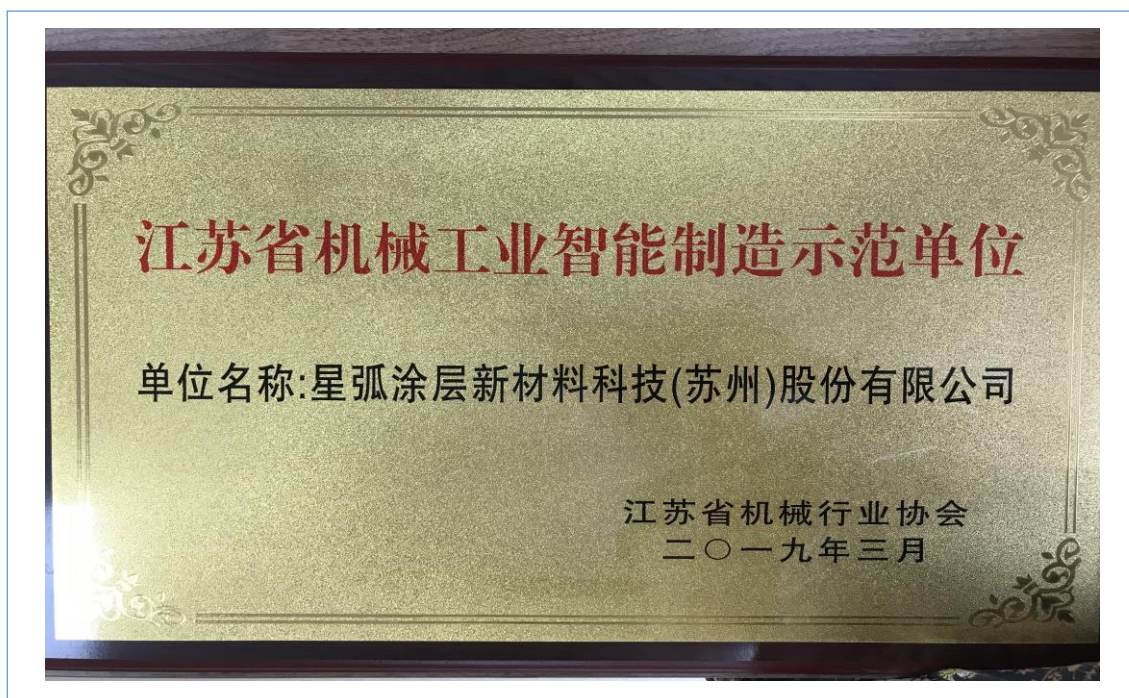 江苏省机械工业智能制造示范单位
单位名称:星弧涂层新材料科技(苏州)股份有限公司
江苏省机械行业协会
二〇一九年三月